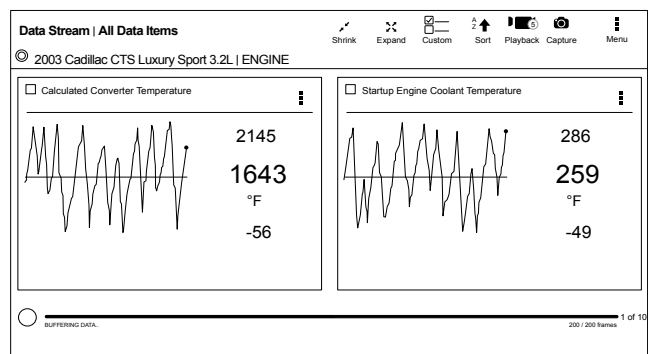 Data Stream | All Data Items
Shrink
Expand
Custom
A
Z
Sort
5
Playback
Capture
Menu
2003 Cadillac CTS Luxury Sport 3.2L | ENGINE
Calculated Converter Temperature
2145
1643
°F
-56
Startup Engine Coolant Temperature
286
259
°F
-49
1 of 10
BUFFERING DATA..
200 / 200 frames